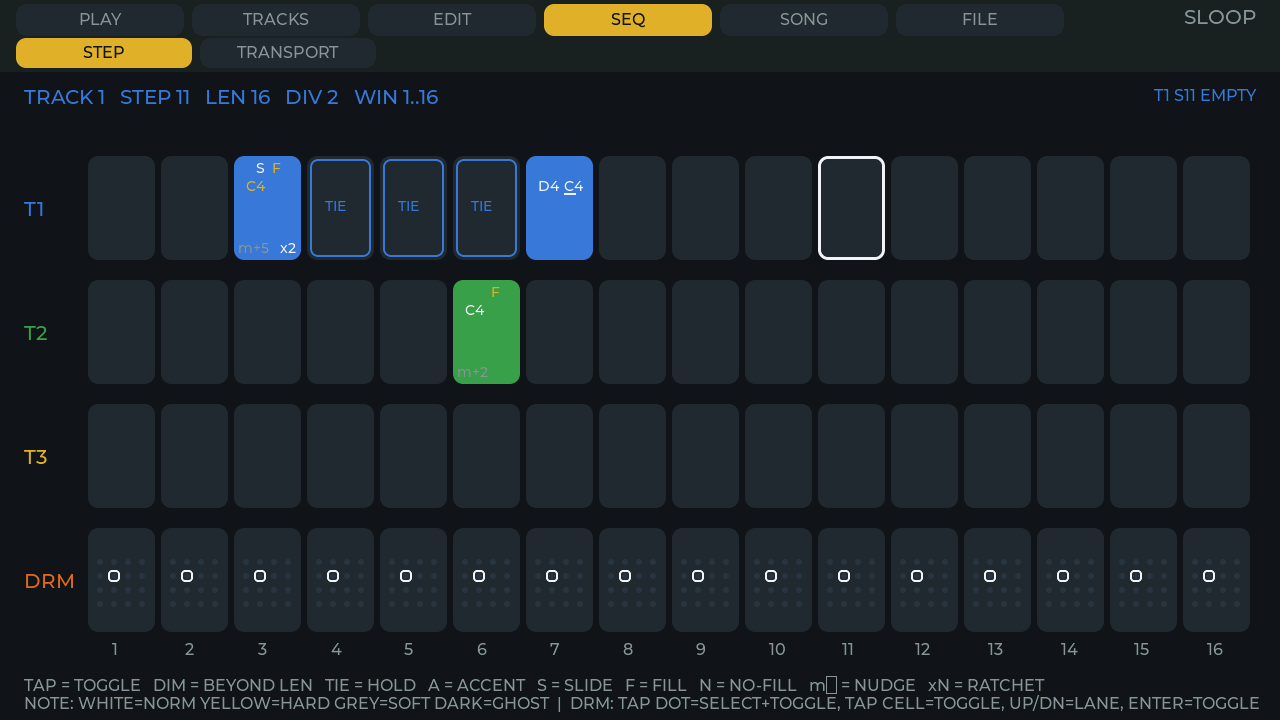 PLAY TRACKS EDIT SEQ SONG FILE SLOOP
STEP TRANSPORT
TRACK 1 STEP 11 LEN 16 DIV 2 WIN 1..16 T1 S11 EMPTY
T1
S F
C4
m+5 x2
TIE
TIE
TIE
D4 C4
T2
F
C4
m+2
T3
DRM
1 2 3 4 5 6 7 8 9 10 11 12 13 14 15 16
TAP = TOGGLE DIM = BEYOND LEN TIE = HOLD A = ACCENT S = SLIDE F = FILL N = NO-FILL m□ = NUDGE xN = RATCHET
NOTE: WHITE=NORM YELLOW=HARD GREY=SOFT DARK=GHOST | DRM: TAP DOT=SELECT+TOGGLE, TAP CELL=TOGGLE, UP/DN=LANE, ENTER=TOGGLE